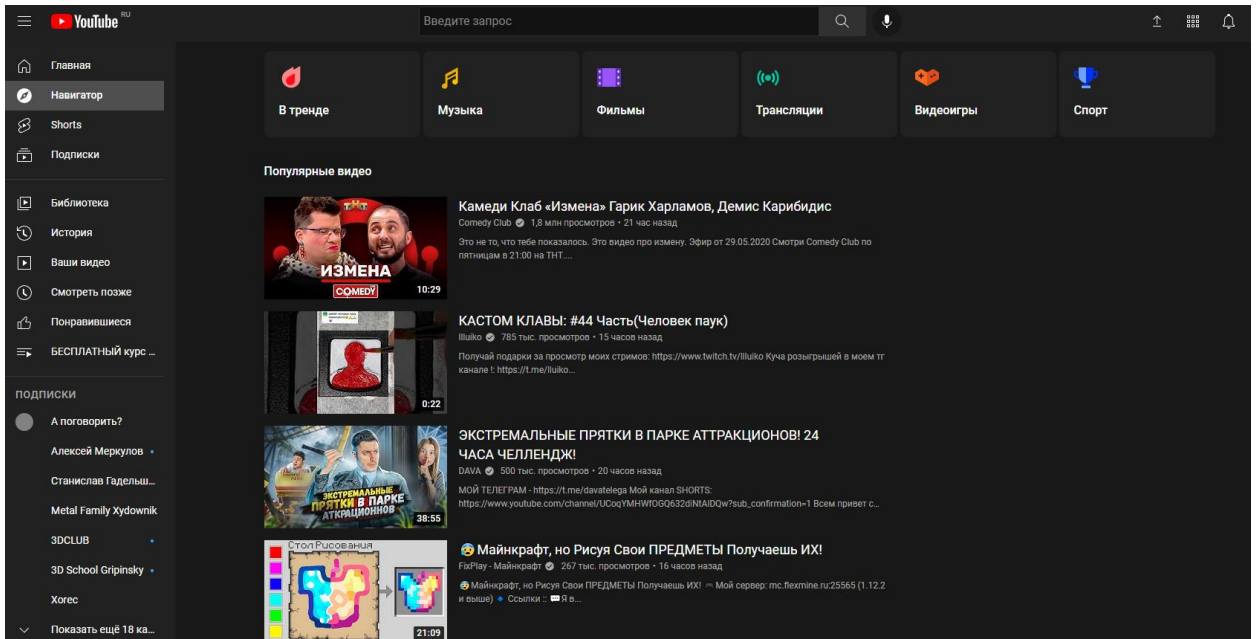 YouTube RU
Введите запрос
Главная
Навигатор
Shorts
Подписки
Библиотека
История
Ваши видео
Смотреть позже
Понравившиеся
БЕСПЛАТНЫЙ курс ...
ПОДПИСКИ
А поговорить?
Алексей Меркулов
Станислав Гадельш...
Metal Family Xydownik
3DCLUB
3D School Gripinsky
Xorec
Показать ещё 18 ка...
В тренде
Музыка
Фильмы
Трансляции
Видеоигры
Спорт
Популярные видео
ТНТ
ИЗМЕНА
COMEDY
10:29
Камеди Клаб «Измена» Гарик Харламов, Демис Карибидис
Comedy Club 1,8 млн просмотров • 21 час назад
Это не то, что тебе показалось. Это видео про измену. Эфир от 29.05.2020 Смотри Comedy Club по
пятницам в 21:00 на ТНТ....
0:22
КАСТОМ КЛАВЫ: #44 Часть(Человек паук)
Illuiko 785 тыс. просмотров • 15 часов назад
Получай подарки за просмотр моих стримов: https://www.twitch.tv/Illuiko Куча розыгрышей в моем тг
канале !: https://t.me/Iluiko...
ЭКСТРЕМАЛЬНЫЕ
ПРЯТКИ В ПАРКЕ
АТТРАКЦИОНОВ
38:55
ЭКСТРЕМАЛЬНЫЕ ПРЯТКИ В ПАРКЕ АТТРАКЦИОНОВ! 24
ЧАСА ЧЕЛЛЕНДЖ!
DAVA 500 тыс. просмотров • 20 часов назад
МОЙ ТЕЛЕГРАМ - https://t.me/davatelega Мой канал SHORTS:
https://www.youtube.com/channel/UCoqYMHWfOGQ632diNtAIDQw?sub_confirmation=1 Всем привет с...
Стол Рисования
21:09
😰 Майнкрафт, но Рисуя Свои ПРЕДМЕТЫ Получаешь ИХ!
FixPlay - Майнкрафт 267 тыс. просмотров • 16 часов назад
😰 Майнкрафт, но Рисуя Свои ПРЕДМЕТЫ Получаешь ИХ! 🎮 Мой сервер: mc.flexmine.ru:25565 (1.12.2
и выше) 🔹 Ссылки :: 💬 Я в...